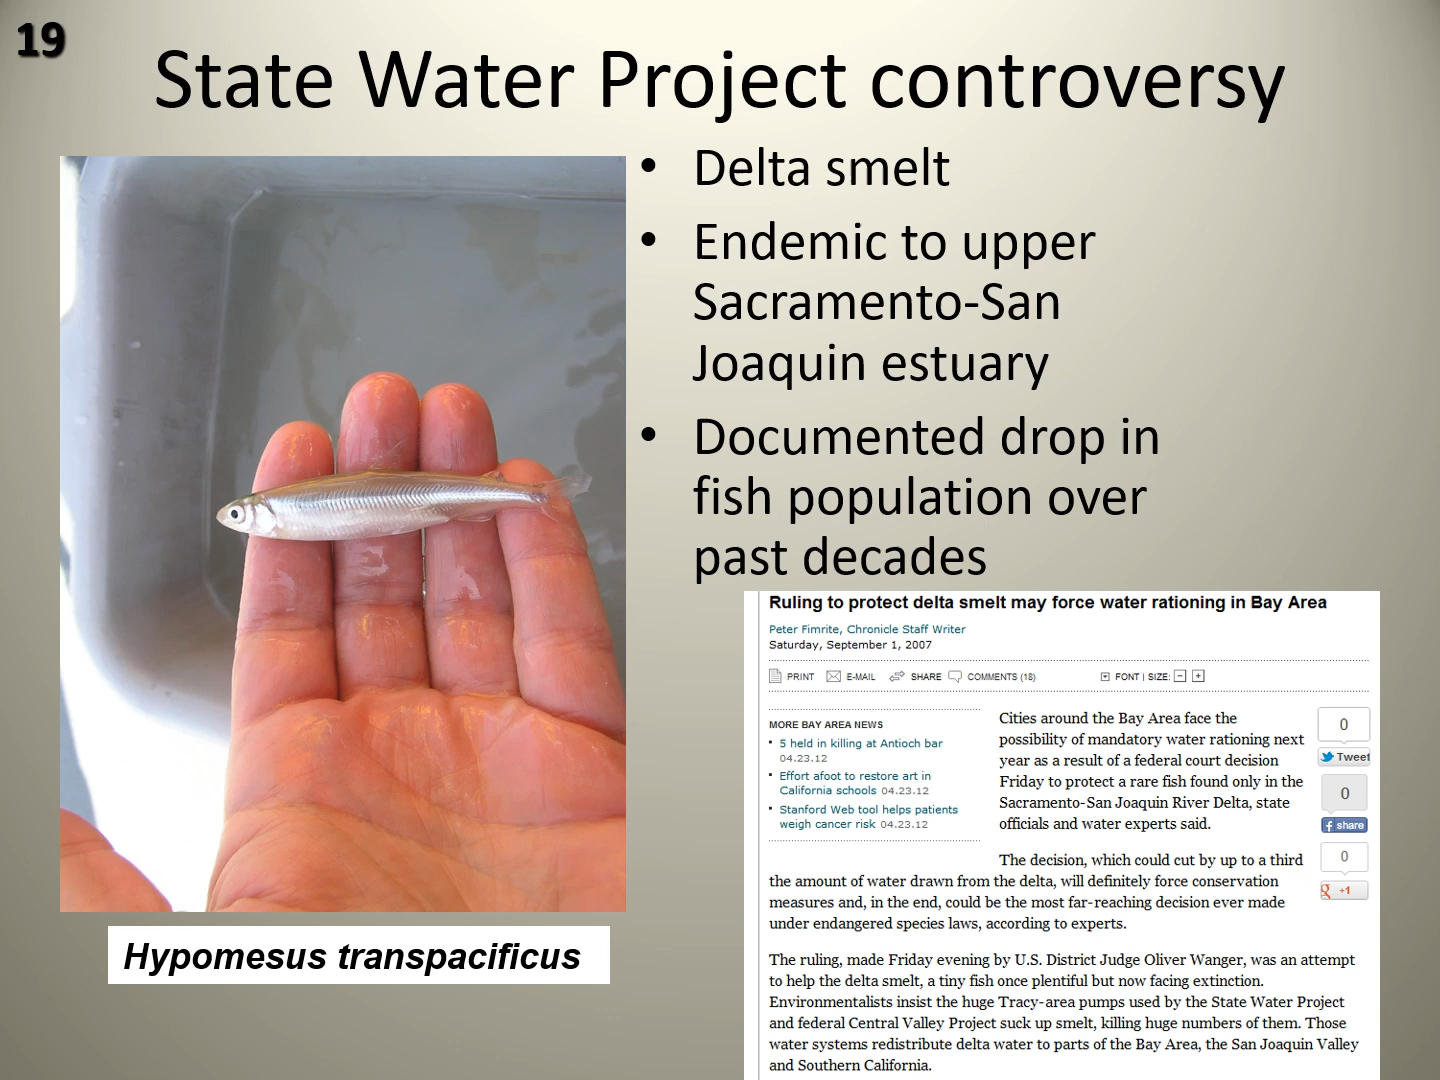 19
State Water Project controversy
• Delta smelt
• Endemic to upper
Sacramento-San
Joaquin estuary
• Documented drop in
fish population over
past decades
Hypomesus transpacificus
Ruling to protect delta smelt may force water rationing in Bay Area
Peter Fimrite, Chronicle Staff Writer
Saturday, September 1, 2007
PRINT E-MAIL SHARE COMMENTS (18) FONT | SIZE: − +
MORE BAY AREA NEWS
5 held in killing at Antioch bar
04.23.12
Effort afoot to restore art in
California schools 04.23.12
Stanford Web tool helps patients
weigh cancer risk 04.23.12
Cities around the Bay Area face the
possibility of mandatory water rationing next
year as a result of a federal court decision
Friday to protect a rare fish found only in the
Sacramento-San Joaquin River Delta, state
officials and water experts said.
0
Tweet
0
f share
0
g +1
The decision, which could cut by up to a third
the amount of water drawn from the delta, will definitely force conservation
measures and, in the end, could be the most far-reaching decision ever made
under endangered species laws, according to experts.
The ruling, made Friday evening by U.S. District Judge Oliver Wanger, was an attempt
to help the delta smelt, a tiny fish once plentiful but now facing extinction.
Environmentalists insist the huge Tracy-area pumps used by the State Water Project
and federal Central Valley Project suck up smelt, killing huge numbers of them. Those
water systems redistribute delta water to parts of the Bay Area, the San Joaquin Valley
and Southern California.